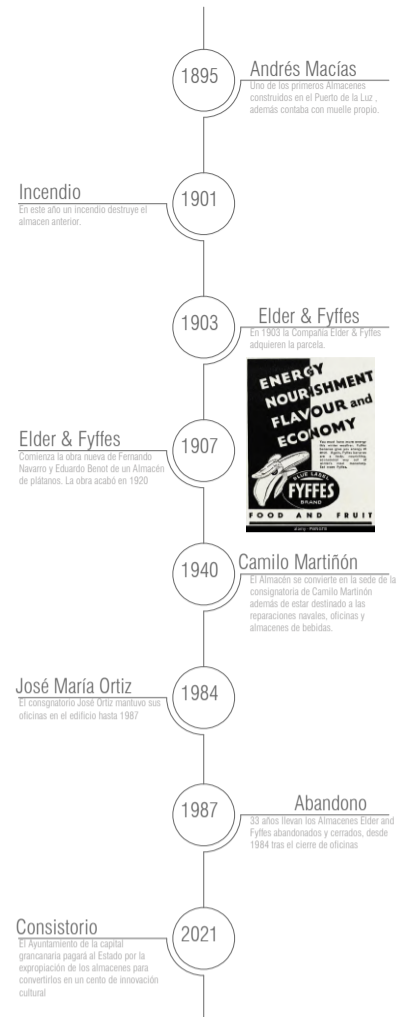 1895
Andrés Macías
Uno de los primeros Almacenes
construidos en el Puerto de la Luz ,
además contaba con muelle propio.
Incendio
1901
En este año un incendio destruye el
almacen anterior.
1903
Elder & Fyffes
En 1903 la Compañía Elder & Fyffes
adquieren la parcela.
ENERGY
NOURISHMENT
FLAVOUR and
ECONOMY
BLUE LABEL
FYFFES
BRAND
FOOD AND FRUIT
Elder & Fyffes
1907
Comienza la obra nueva de Fernando
Navarro y Eduardo Benot de un Almacén
de plátanos. La obra acabó en 1920
1940
Camilo Martiñón
El Almacén se convierte en la sede de la
consignatoria de Camilo Martinón
además de estar destinado a las
reparaciones navales, oficinas y
almacenes de bebidas.
José María Ortiz
1984
El consgnatorio José Ortiz mantuvo sus
oficinas en el edificio hasta 1987
1987
Abandono
33 años llevan los Almacenes Elder and
Fyffes abandonados y cerrados, desde
1984 tras el cierre de oficinas
Consistorio
2021
El Ayuntamiento de la capital
grancanaria pagará al Estado por la
expropiación de los almacenes para
convertirlos en un cento de innovación
cultural